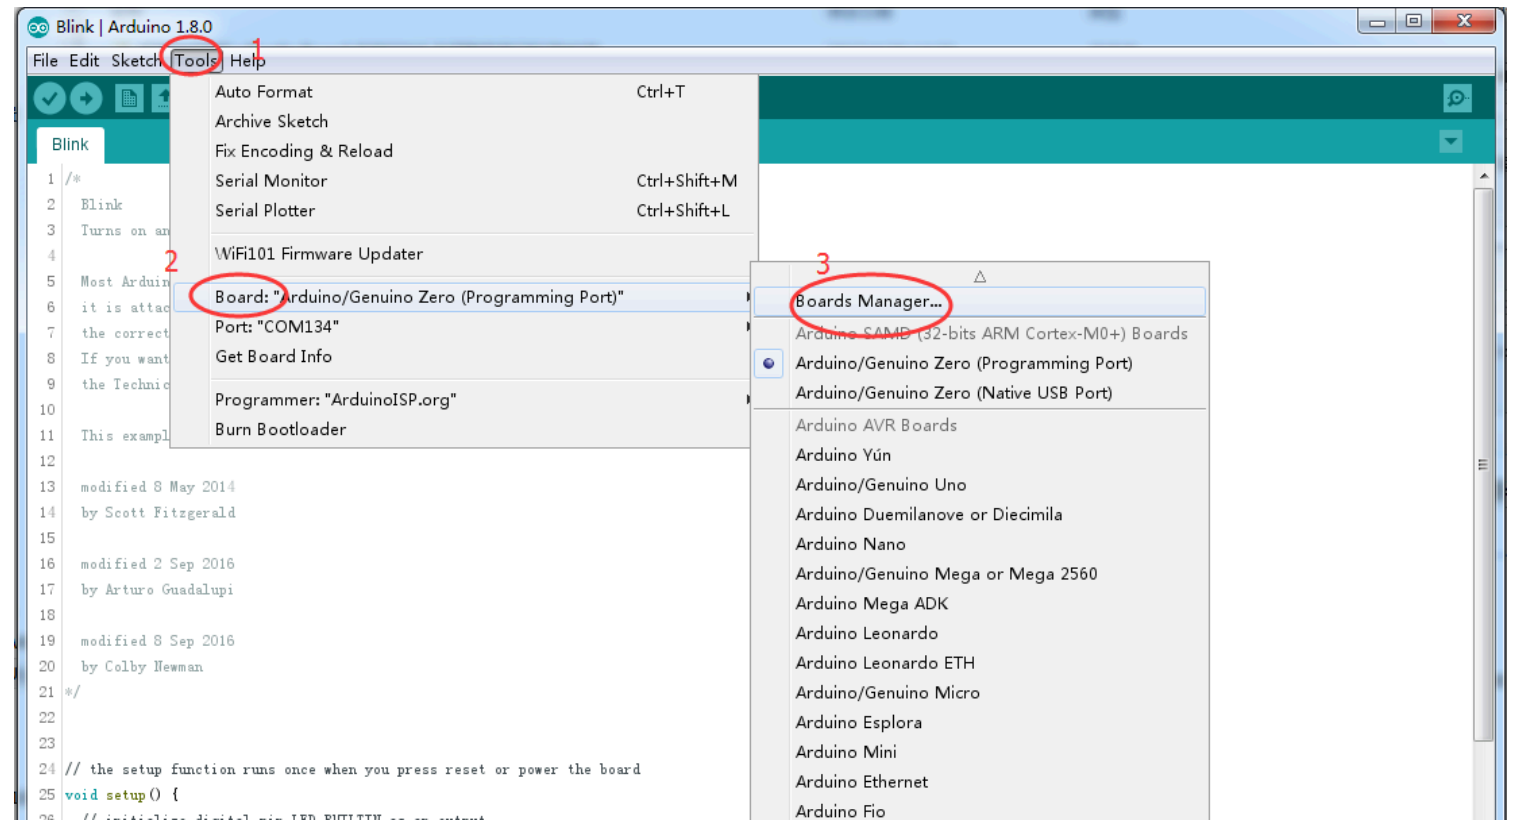 Blink | Arduino 1.8.0
1
File Edit Sketch Tools Help
Auto Format Ctrl+T
Archive Sketch
Fix Encoding & Reload
Serial Monitor Ctrl+Shift+M
Serial Plotter Ctrl+Shift+L
WiFi101 Firmware Updater
2
Board: "Arduino/Genuino Zero (Programming Port)"
Port: "COM134"
Get Board Info
Programmer: "ArduinoISP.org"
Burn Bootloader
3
Boards Manager...
Arduino SAMD (32-bits ARM Cortex-M0+) Boards
Arduino/Genuino Zero (Programming Port)
Arduino/Genuino Zero (Native USB Port)
Arduino AVR Boards
Arduino Yún
Arduino/Genuino Uno
Arduino Duemilanove or Diecimila
Arduino Nano
Arduino/Genuino Mega or Mega 2560
Arduino Mega ADK
Arduino Leonardo
Arduino Leonardo ETH
Arduino/Genuino Micro
Arduino Esplora
Arduino Mini
Arduino Ethernet
Arduino Fio
Blink
1 /*
2 Blink
3 Turns on an
4
5 Most Arduin
6 it is attac
7 the correct
8 If you want
9 the Technic
10
11 This exampl
12
13 modified 8 May 2014
14 by Scott Fitzgerald
15
16 modified 2 Sep 2016
17 by Arturo Guadalupi
18
19 modified 8 Sep 2016
20 by Colby Newman
21 */
22
23
24 // the setup function runs once when you press reset or power the board
25 void setup() {